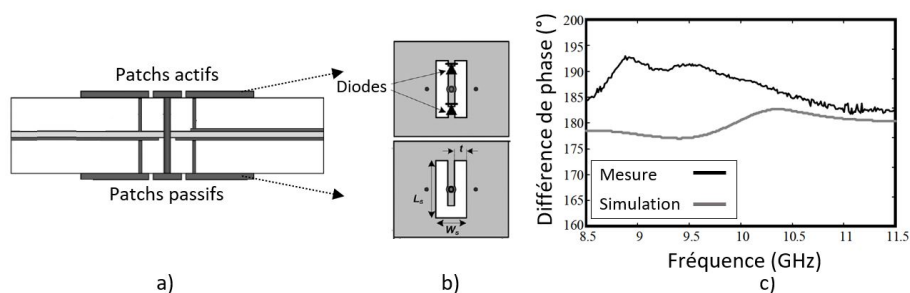 Patchs actifs
Patchs passifs
a)
Diodes
t
Ls
Ws
b)
Différence de phase (°)
200
195
190
185
180
175
170
165
160
Mesure
Simulation
8.5
9
9.5
10
10.5
11
11.5
Fréquence (GHz)
c)